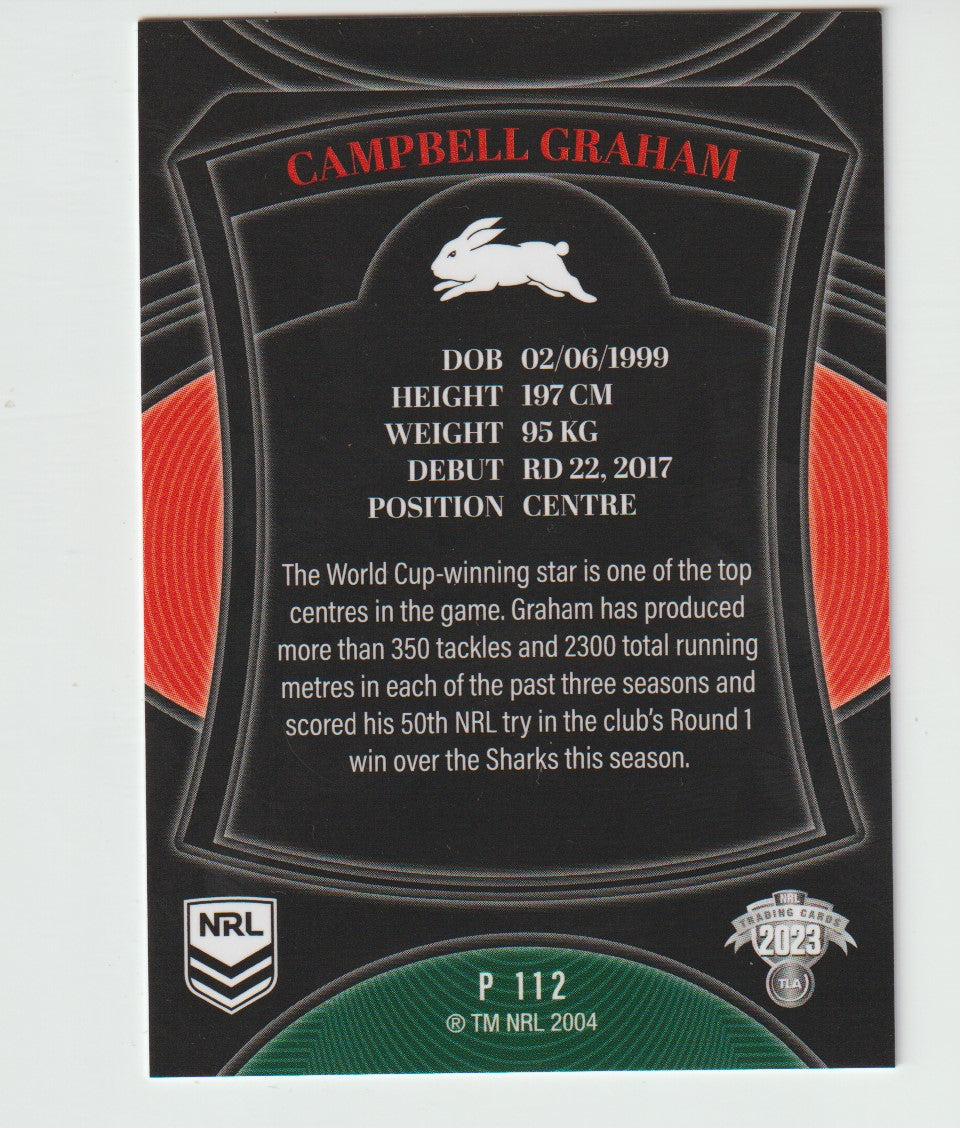 CAMPBELL GRAHAM
DOB 02/06/1999
HEIGHT 197 CM
WEIGHT 95 KG
DEBUT RD 22, 2017
POSITION CENTRE
The World Cup-winning star is one of the top
centres in the game. Graham has produced
more than 350 tackles and 2300 total running
metres in each of the past three seasons and
scored his 50th NRL try in the club's Round 1
win over the Sharks this season.
NRL
NRL
TRADING CARDS
2023
TLA
P 112
® TM NRL 2004